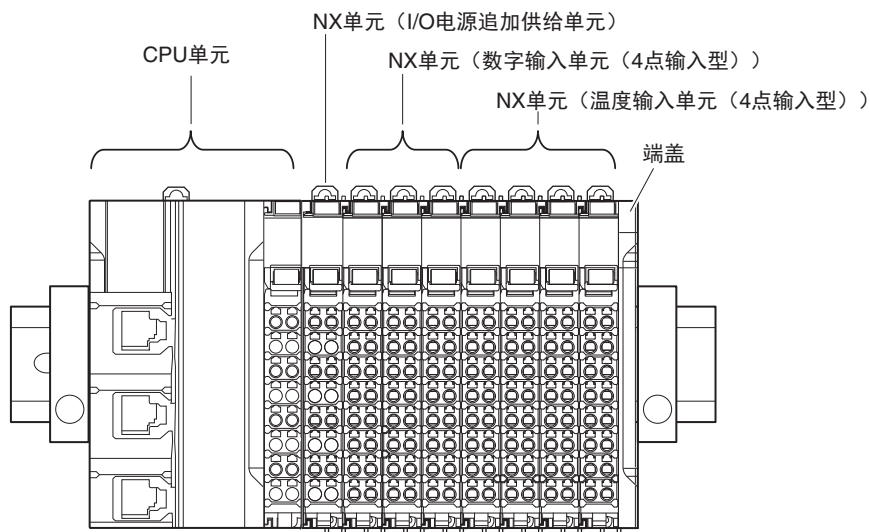 NX单元（I/O电源追加供给单元）
CPU单元
NX单元（数字输入单元（4点输入型））
NX单元（温度输入单元（4点输入型））
端盖